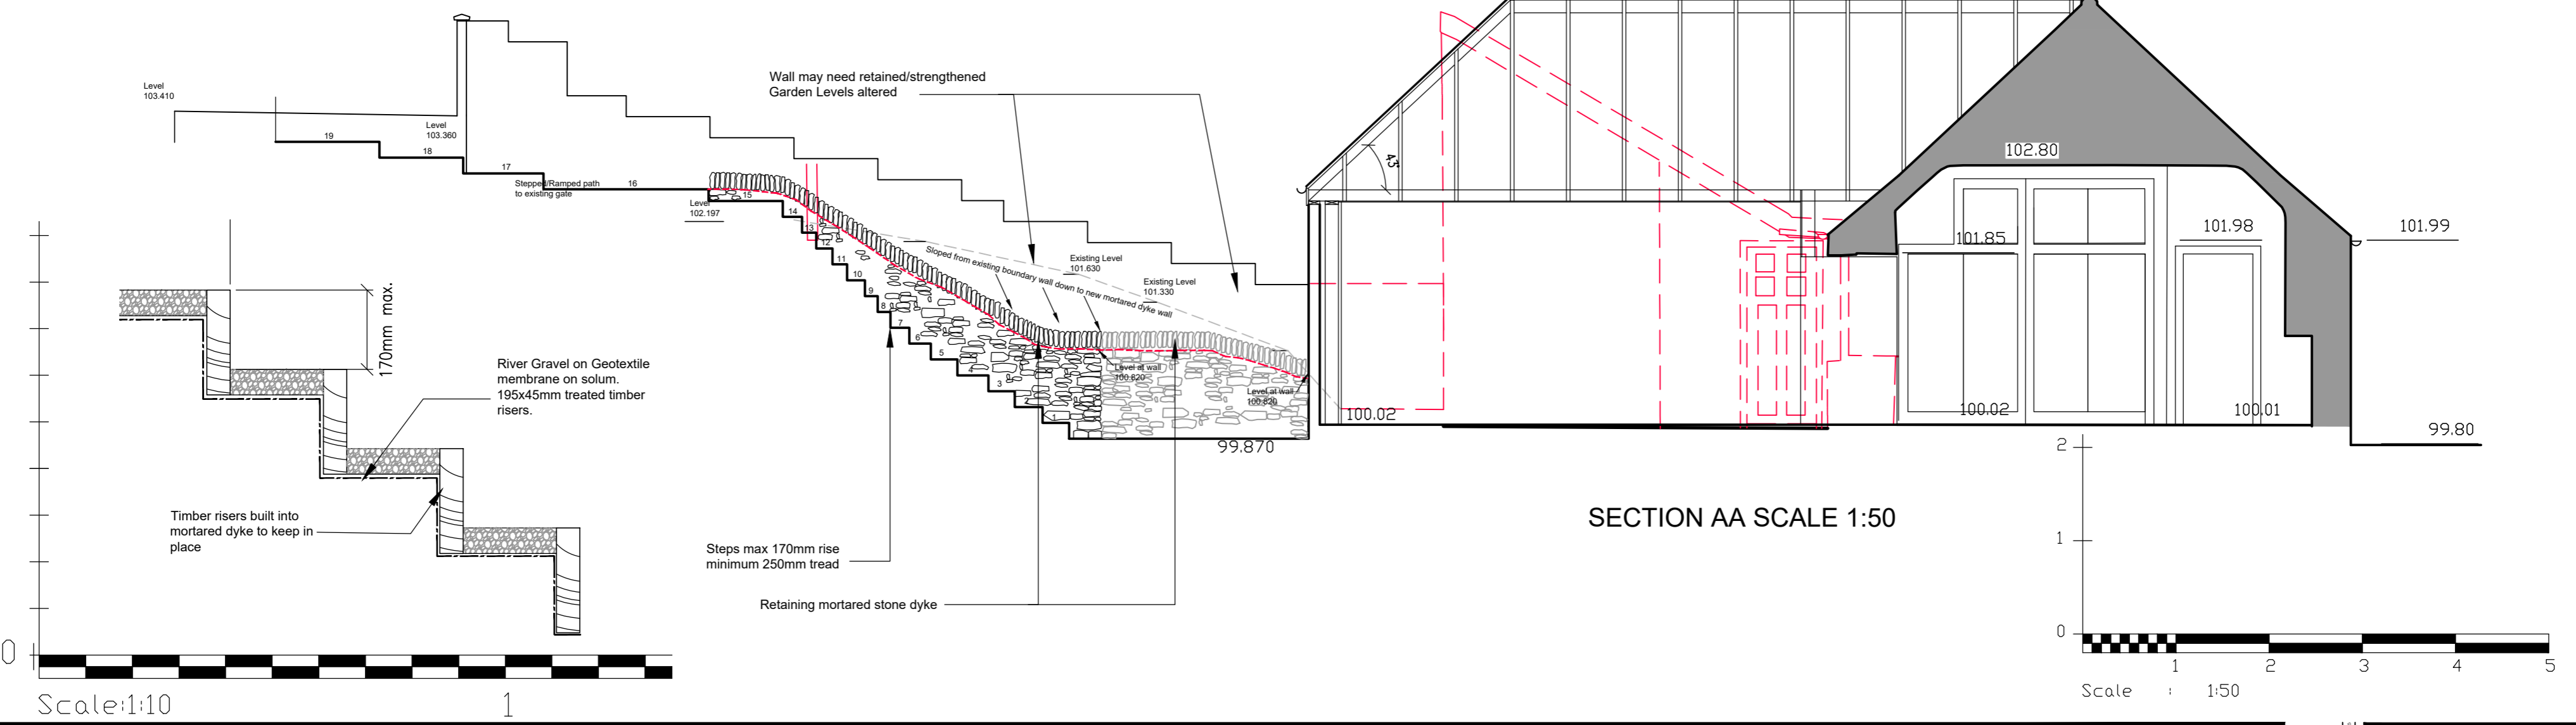 Level
103.410
Level
103.360
19
18
17
Stepped/Ramped path
to existing gate
16
Level
102.197
15
14
13
12
11
10
9
8
7
6
5
4
3
2
1
Wall may need retained/strengthened
Garden Levels altered
Sloped from existing boundary wall down to new mortared dyke wall
Existing Level
101.630
Existing Level
101.330
Level at wall
100.820
Level at wall
100.820
99.870
43°
102.80
101.85
101.98
101.99
100.02
100.02
100.01
99.80
170mm max.
River Gravel on Geotextile
membrane on solum.
195x45mm treated timber
risers.
Timber risers built into
mortared dyke to keep in
place
Steps max 170mm rise
minimum 250mm tread
Retaining mortared stone dyke
SECTION AA SCALE 1:50
0
Scale:1:10
1
2
1
0
1
2
3
4
5
Scale : 1:50